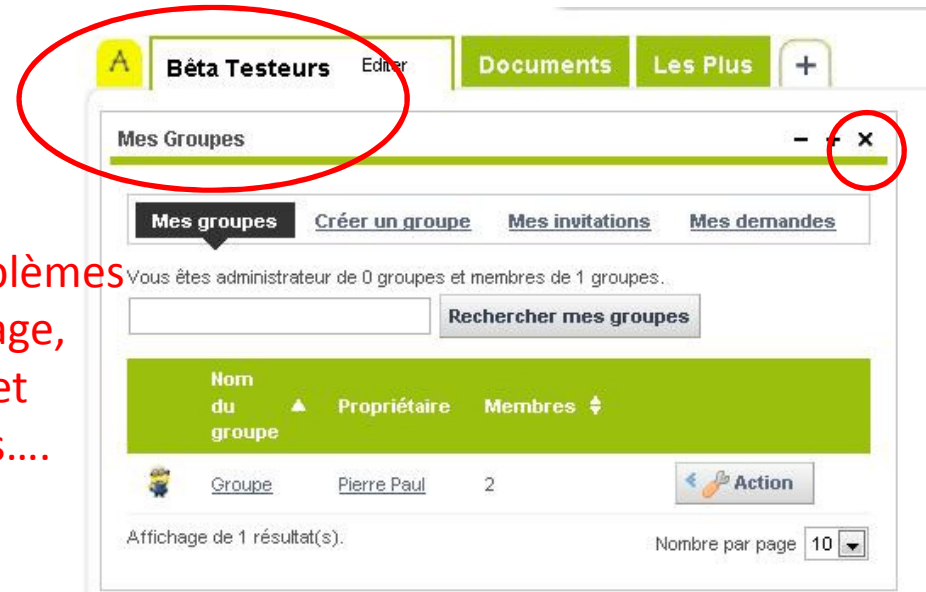 A Bêta Testeurs Editer Documents Les Plus +
Mes Groupes - + x
Mes groupes Créer un groupe Mes invitations Mes demandes
Vous êtes administrateur de 0 groupes et membres de 1 groupes.
Rechercher mes groupes
Nom du groupe Propriétaire Membres
Groupe Pierre Paul 2 Action
Affichage de 1 résultat(s). Nombre par page 10
blèmes
age,
et
s....